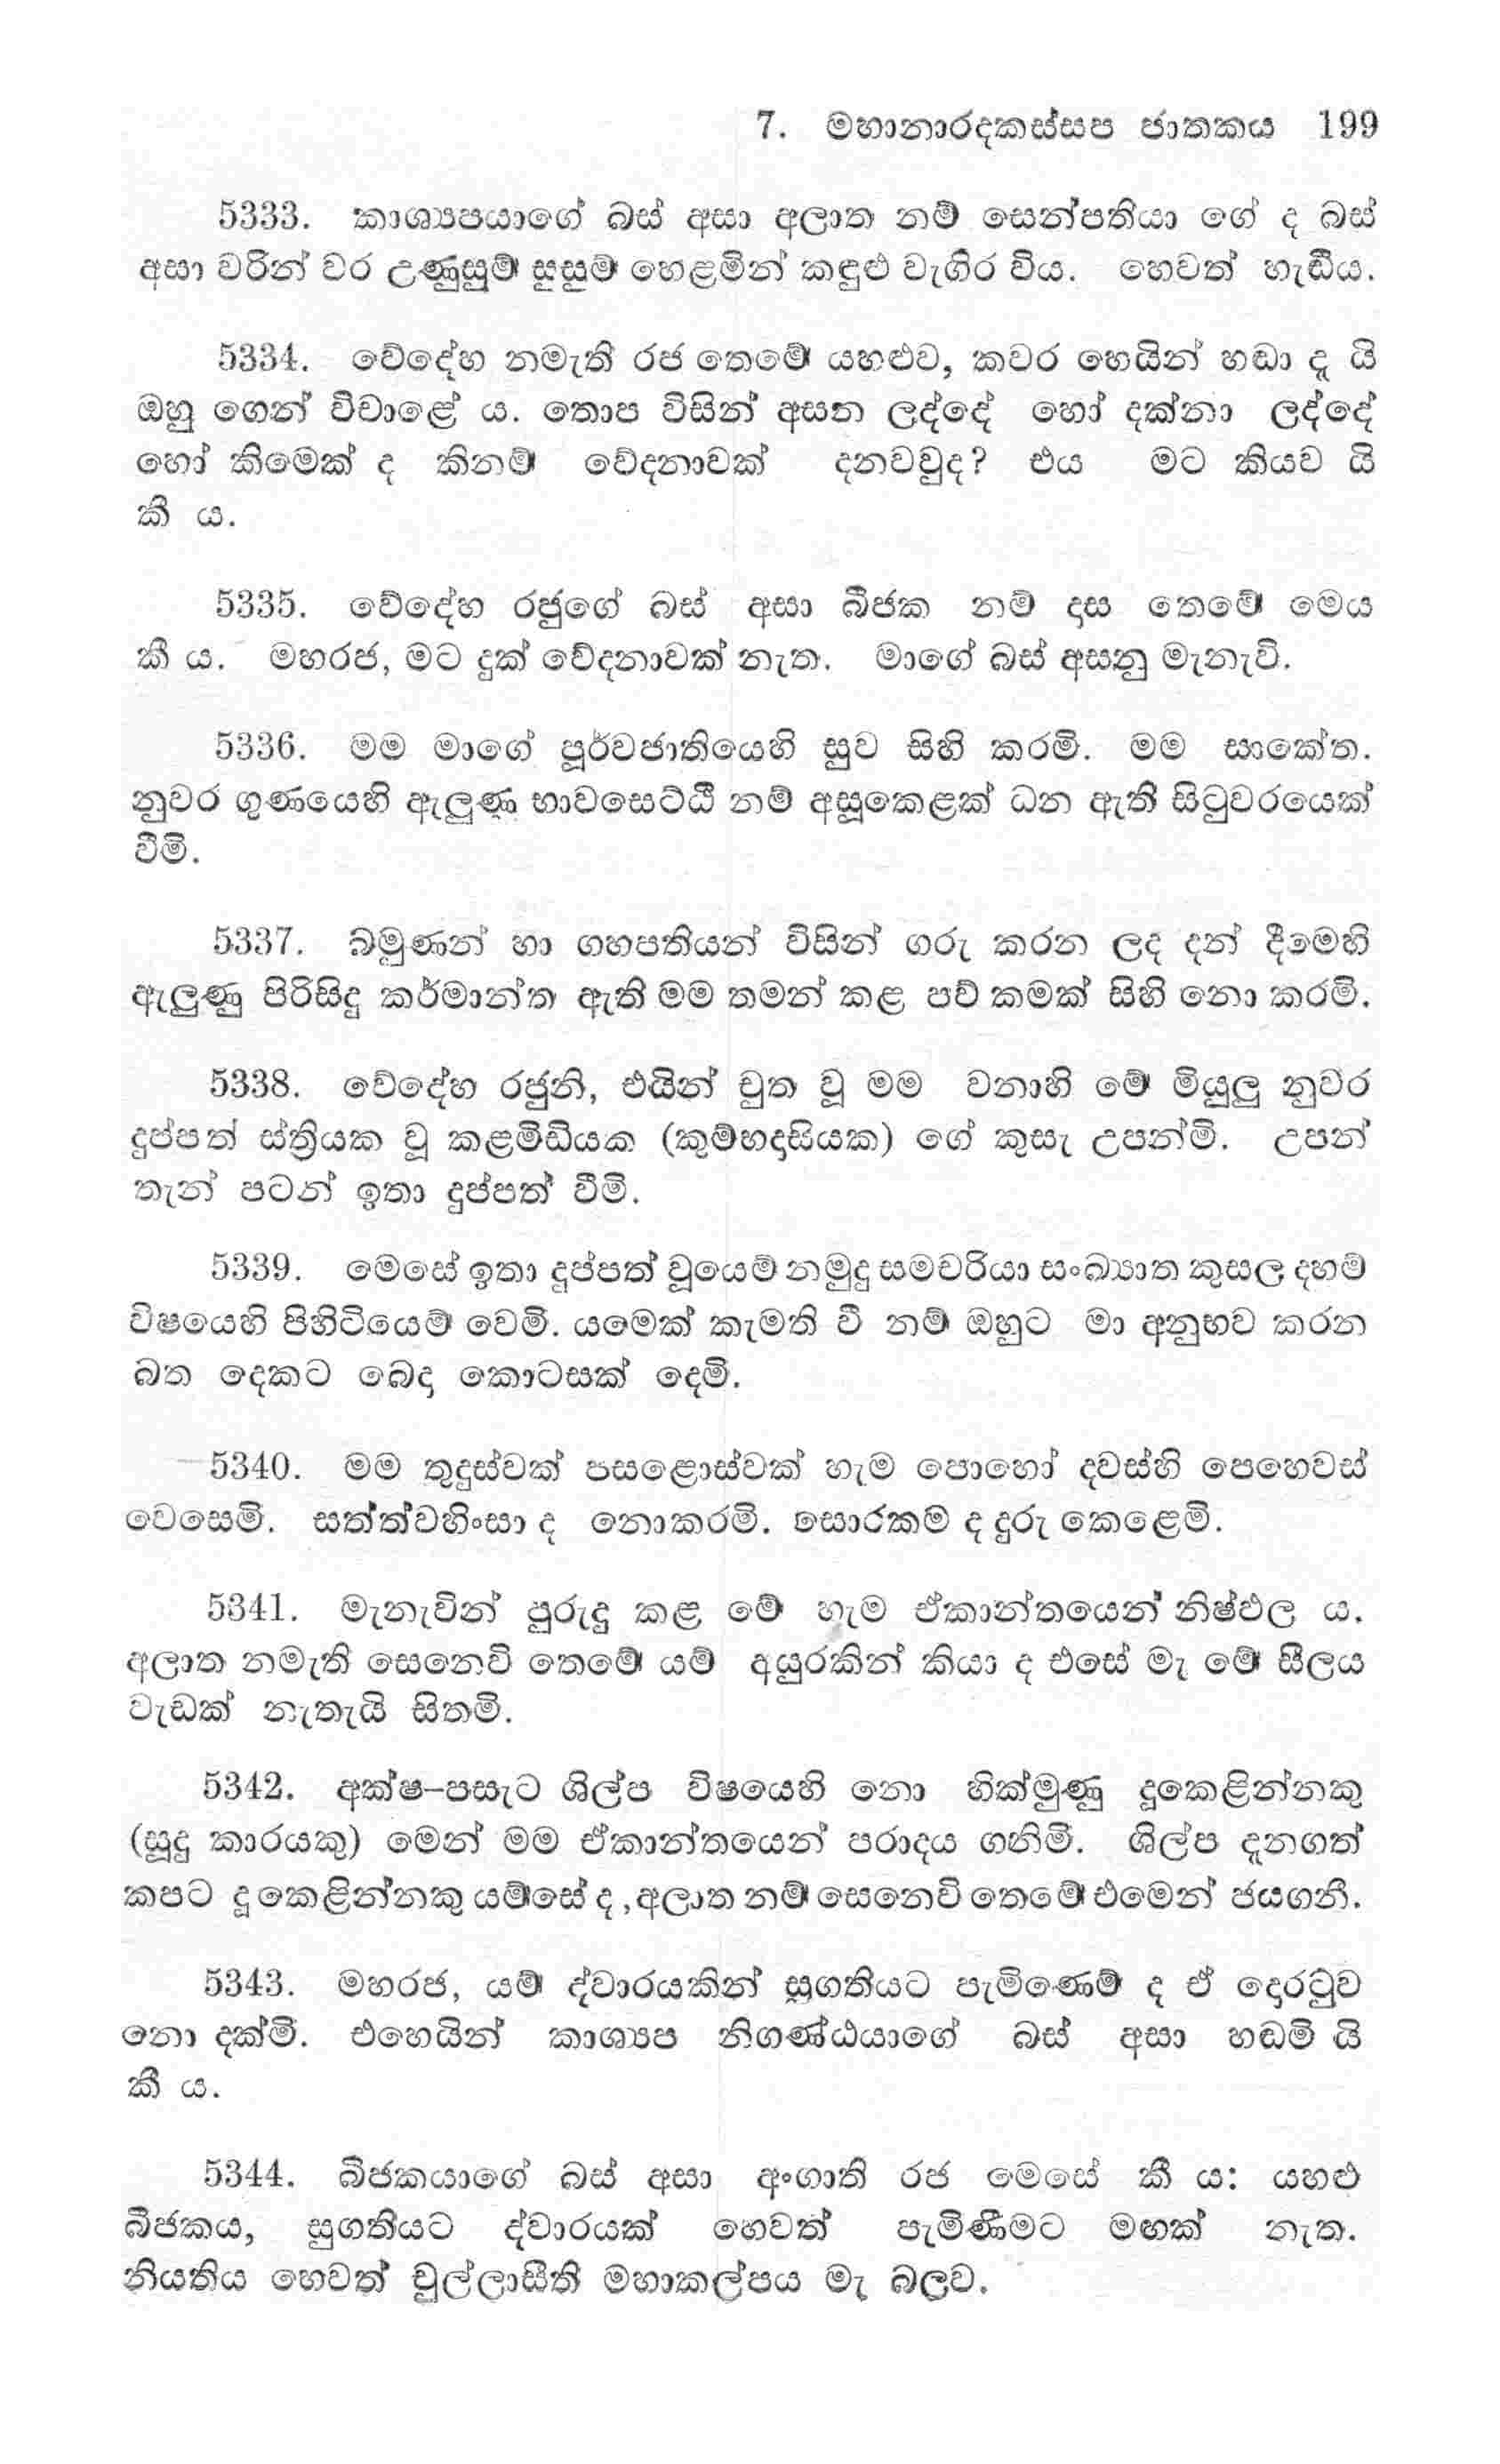 7. මහානාරදකස්සප ජාතකය 199
5333. කාශ්‍යපයාගේ බස් අසා අලාත නම් සෙන්පතියා ගේ ද බස්
අසා වරින් වර උණුසුම් සුසුම් හෙළමින් කඳුළු වැගිර විය. හෙවත් හැඬීය.
5334. වේදේහ නමැති රජ තෙමේ යහළුව, කවර හෙයින් හඬා දූ යි
ඔහු ගෙන් විචාළේ ය. තොප විසින් අසන ලද්දේ හෝ දක්නා ලද්දේ
හෝ කිමෙක් ද කිනම් වේදනාවක් දනවවුද? එය මට කියව යි
කී ය.
5335. වේදේහ රජුගේ බස් අසා බීජක නම් දාස තෙමේ මෙය
කී ය. මහරජ, මට දුක් වේදනාවක් නැත. මාගේ බස් අසනු මැනැවි.
5336. මම මාගේ පූර්වජාතියෙහි සුව සිහි කරමි. මම සාකේත.
නුවර ගුණයෙහි ඇලුණු භාවසෙට්ඨි නම් අසූකෙළක් ධන ඇති සිටුවරයෙක්
වීමි.
5337. බමුණන් හා ගහපතියන් විසින් ගරු කරන ලද දන් දීමෙහි
ඇලුණු පිරිසිදු කර්මාන්ත ඇති මම තමන් කළ පව් කමක් සිහි නො කරමි.
5338. වේදේහ රජුනි, එයින් චුත වූ මම වනාහි මේ මියුලු නුවර
දුප්පත් ස්ත්‍රියක වූ කළමිඩියක (කුම්භදාසියක) ගේ කුසැ උපන්මි. උපන්
තැන් පටන් ඉතා දුප්පත් වීමි.
5339. මෙසේ ඉතා දුප්පත් වූයෙම් නමුදු සමචරියා සංඛ්‍යාත කුසල දහම්
විෂයෙහි පිහිටියෙම් වෙමි. යමෙක් කැමති වී නම් ඔහුට මා අනුභව කරන
බත දෙකට බෙදා කොටසක් දෙමි.
5340. මම තුදුස්වක් පසළොස්වක් හැම පොහෝ දවස්හි පෙහෙවස්
වෙසෙමි. සත්ත්වහිංසා ද නොකරමි. සොරකම් ද දුරු කෙළෙමි.
5341. මැනැවින් පුරුදු කළ මේ හැම ඒකාන්තයෙන් නිෂ්ඵල ය.
අලාත නමැති සෙනෙවි තෙමේ යම් අයුරකින් කියා ද එසේ මැ මේ සීලය
වැඩක් නැතැයි සිතමි.
5342. අක්ෂ–පසැට ශිල්ප විෂයෙහි නො හික්මුණු දූකෙළින්නකු
(සූදු කාරයකු) මෙන් මම ඒකාන්තයෙන් පරාදය ගනිමි. ශිල්ප දැනගත්
කපට දූ කෙළින්නකු යම්සේ ද ,අලාත නම් සෙනෙවි තෙමේ එමෙන් ජයගනී.
5343. මහරජ, යම් ද්වාරයකින් සුගතියට පැමිණෙම් ද ඒ දොරටුව
නො දක්මි. එහෙයින් කාශ්‍යප නිගණ්ඨයාගේ බස් අසා හඬමි යි
කී ය.
5344. බීජකයාගේ බස් අසා අංගාති රජ මෙසේ කී ය: යහළු
බීජකය, සුගතියට ද්වාරයක් හෙවත් පැමිණීමට මඟක් නැත.
නියතිය හෙවත් චුල්ලාසීති මහාකල්පය මැ බලව.